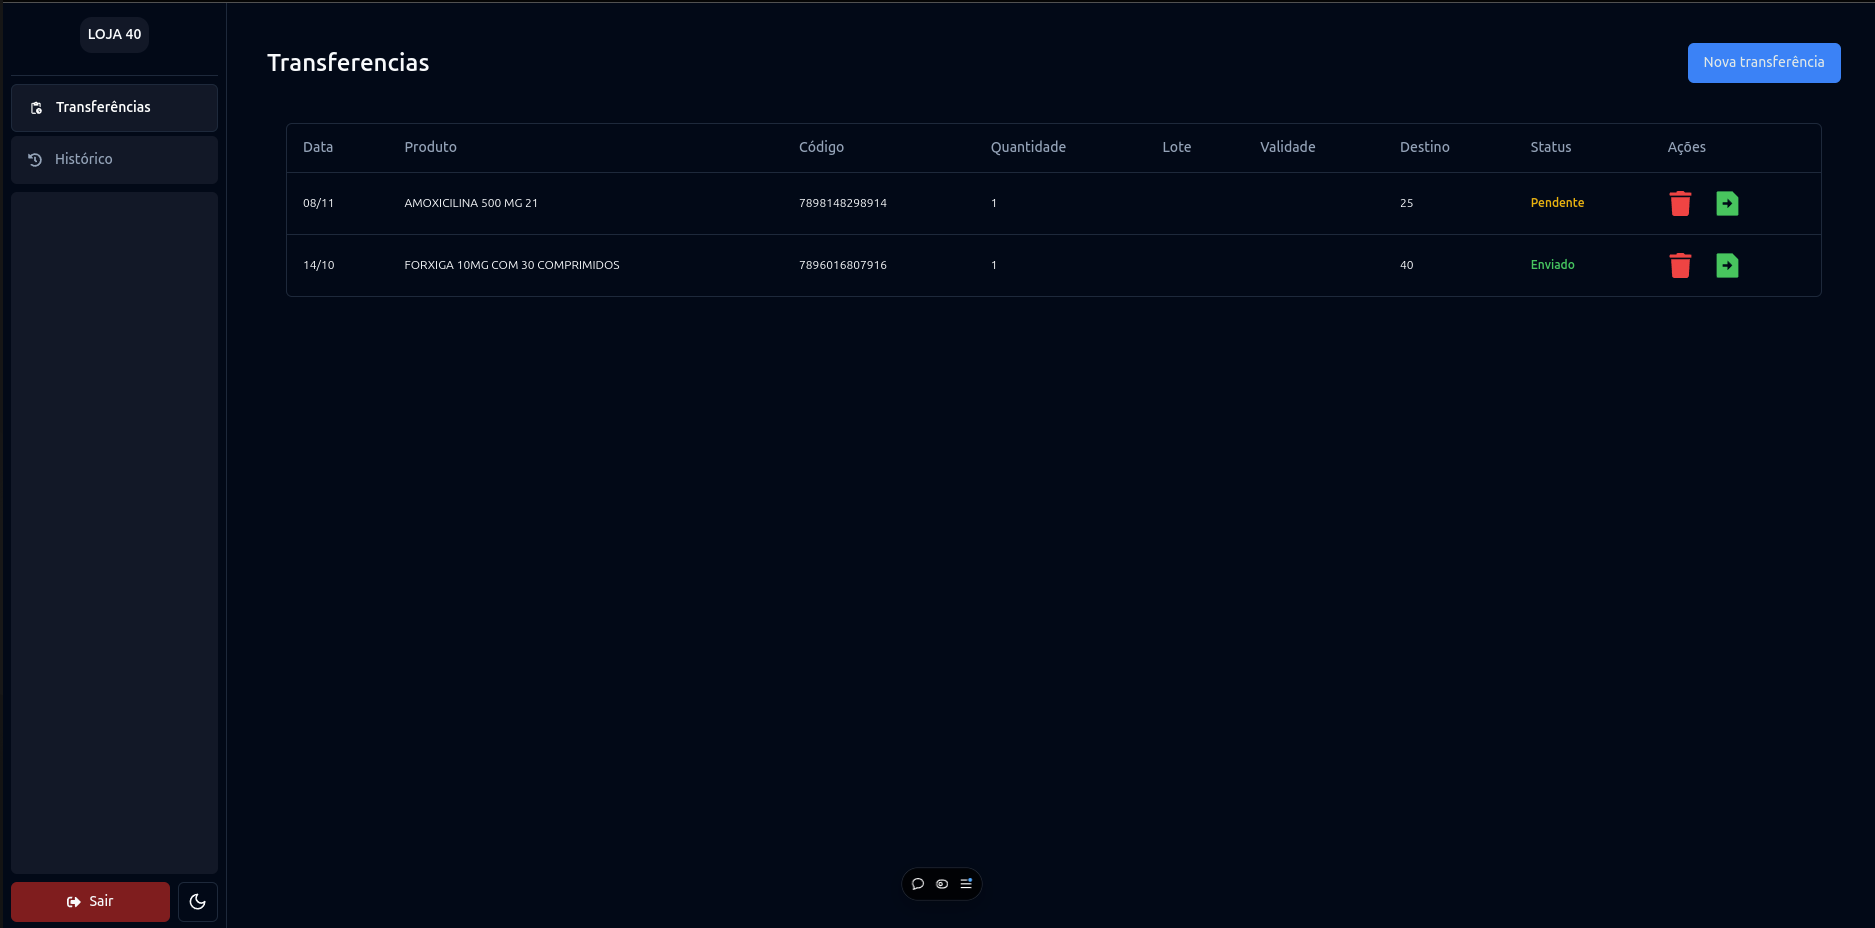 LOJA 40
Transferências
Histórico
Sair
Transferencias
Nova transferência
Data Produto Código Quantidade Lote Validade Destino Status Ações
08/11 AMOXICILINA 500 MG 21 7898148298914 1 25 Pendente
14/10 FORXIGA 10MG COM 30 COMPRIMIDOS 7896016807916 1 40 Enviado